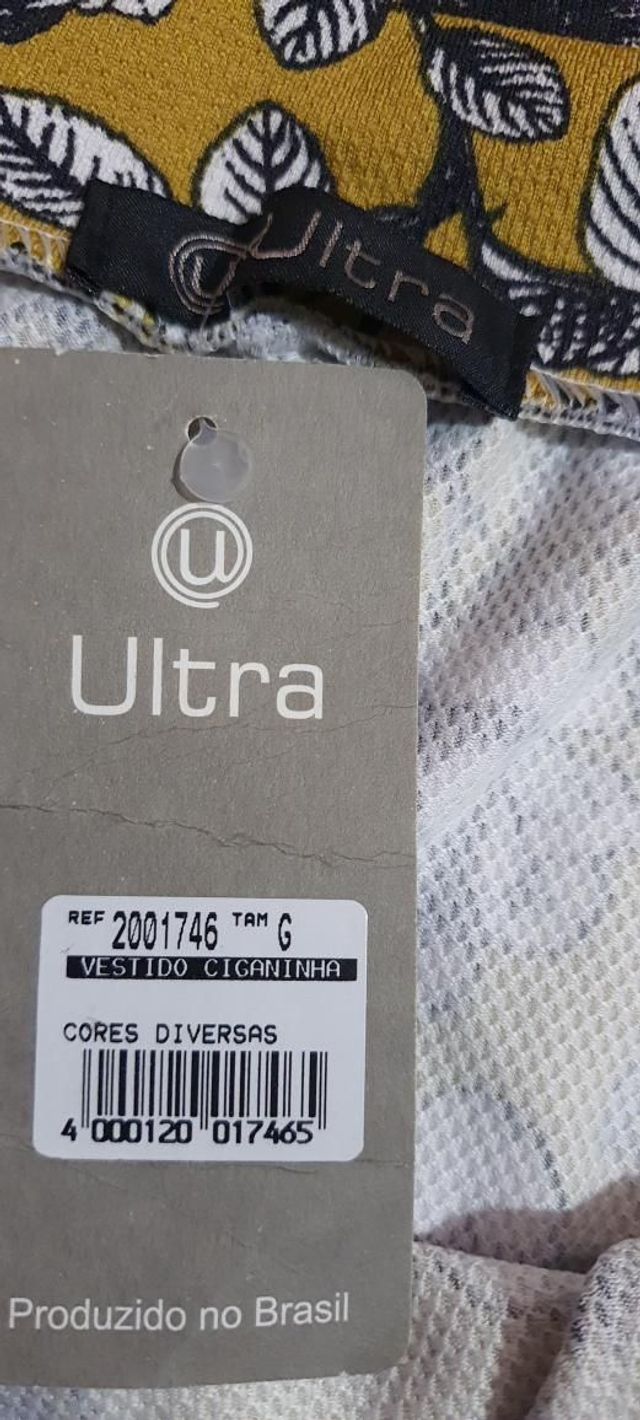 Ultra
Ultra
REF 2001746 TAM G
VESTIDO CIGANINHA
CORES DIVERSAS
4 000120 017465
Produzido no Brasil